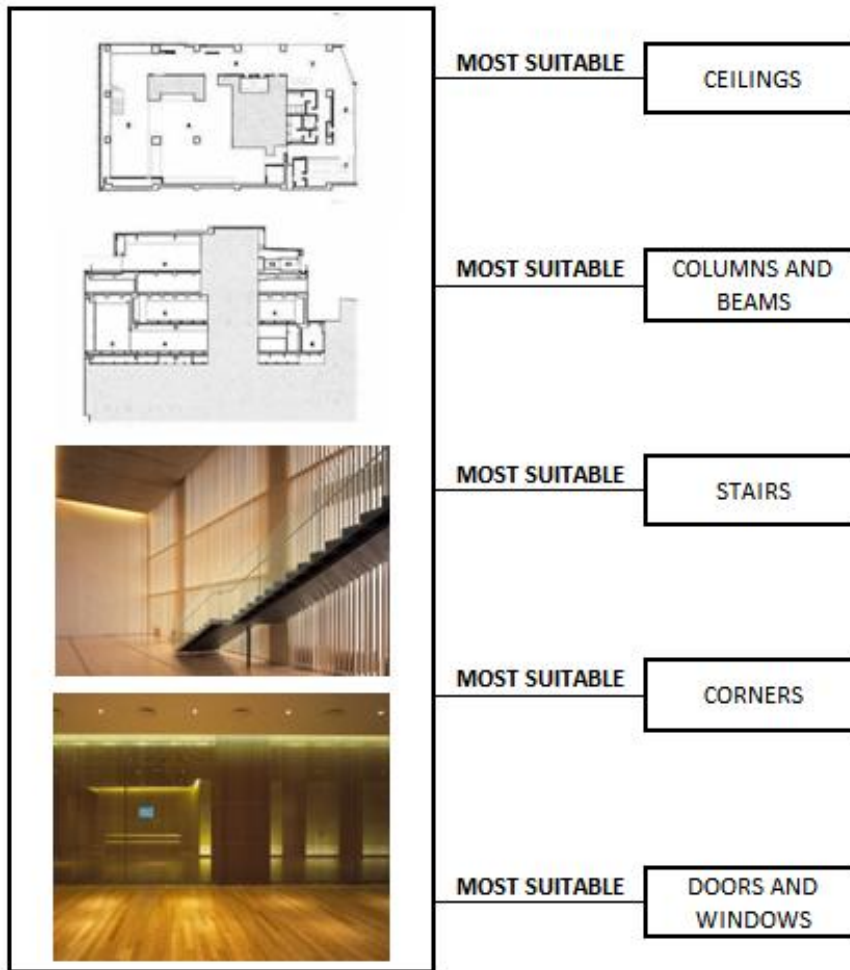 MOST SUITABLE
CEILINGS
MOST SUITABLE
COLUMNS AND
BEAMS
MOST SUITABLE
STAIRS
MOST SUITABLE
CORNERS
MOST SUITABLE
DOORS AND
WINDOWS